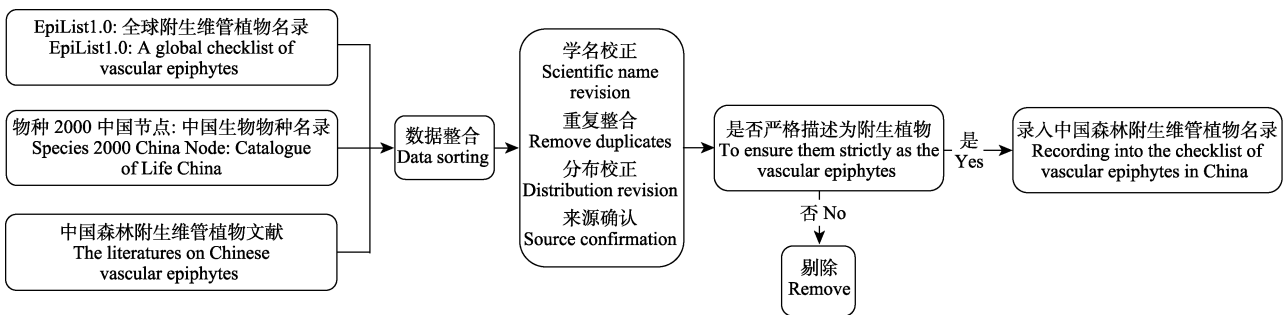 EpiList1.0: 全球附生维管植物名录
EpiList1.0: A global checklist of
vascular epiphytes
物种 2000 中国节点: 中国生物物种名录
Species 2000 China Node: Catalogue
of Life China
中国森林附生维管植物文献
The literatures on Chinese
vascular epiphytes
数据整合
Data sorting
学名校正
Scientific name
revision
重复整合
Remove duplicates
分布校正
Distribution revision
来源确认
Source confirmation
是否严格描述为附生植物
To ensure them strictly as the
vascular epiphytes
是
Yes
否 No
剔除
Remove
录入中国森林附生维管植物名录
Recording into the checklist of
vascular epiphytes in China